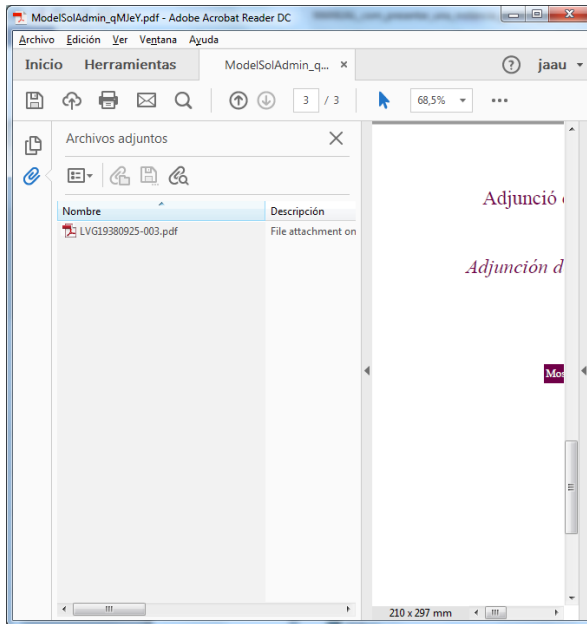 ModelSolAdmin_qMJeY.pdf - Adobe Acrobat Reader DC
Archivo Edición Ver Ventana Ayuda
Inicio Herramientas ModelSolAdmin_q... × ? jaau
3 / 3 68,5%
Archivos adjuntos
Nombre Descripción
LVG19380925-003.pdf File attachment on
Adjunció
Adjunción d
Mos
210 x 297 mm